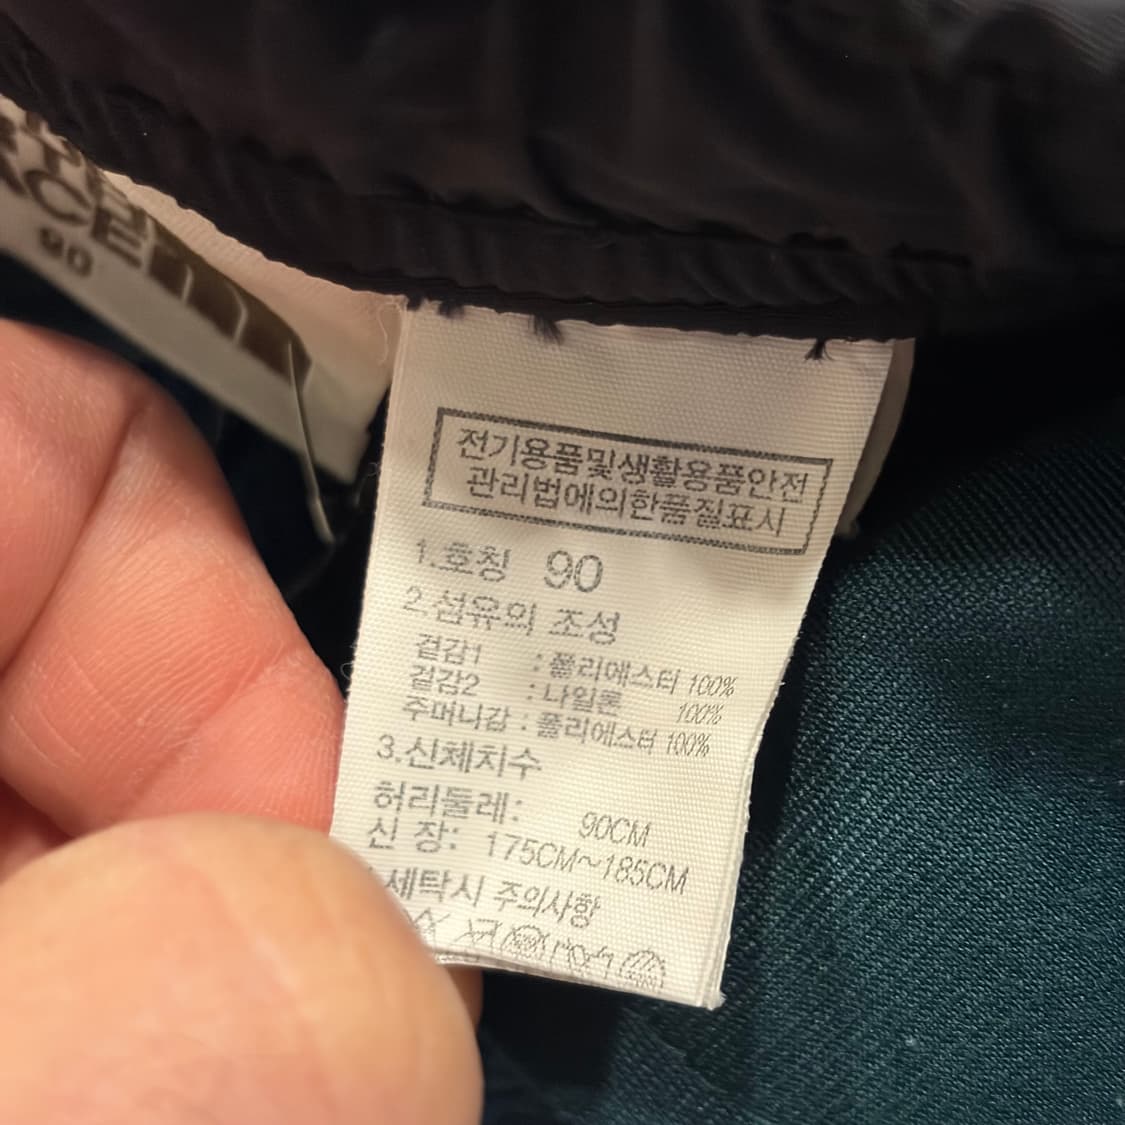 90
전기용품및생활용품안전
관리법에의한품질표시
1.호칭 90
2.섬유의 조성
겉감1 : 폴리에스터 100%
겉감2 : 나일론 100%
주머니감 : 폴리에스터 100%
3.신체치수
허리둘레: 90CM
신 장: 175CM~185CM
세탁시 주의사항